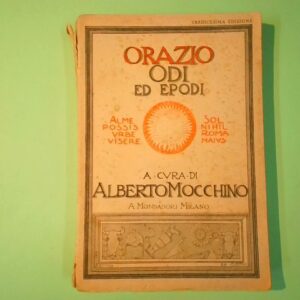 TREDICESIMA EDIZIONE
ORAZIO
ODI
ED EPODI
ALME SOL
POSSIS NIHIL
VRBE ROMA
VISERE MAIVS
A CVRA DI
ALBERTO MOCCHINO
A. MONDADORI MILANO